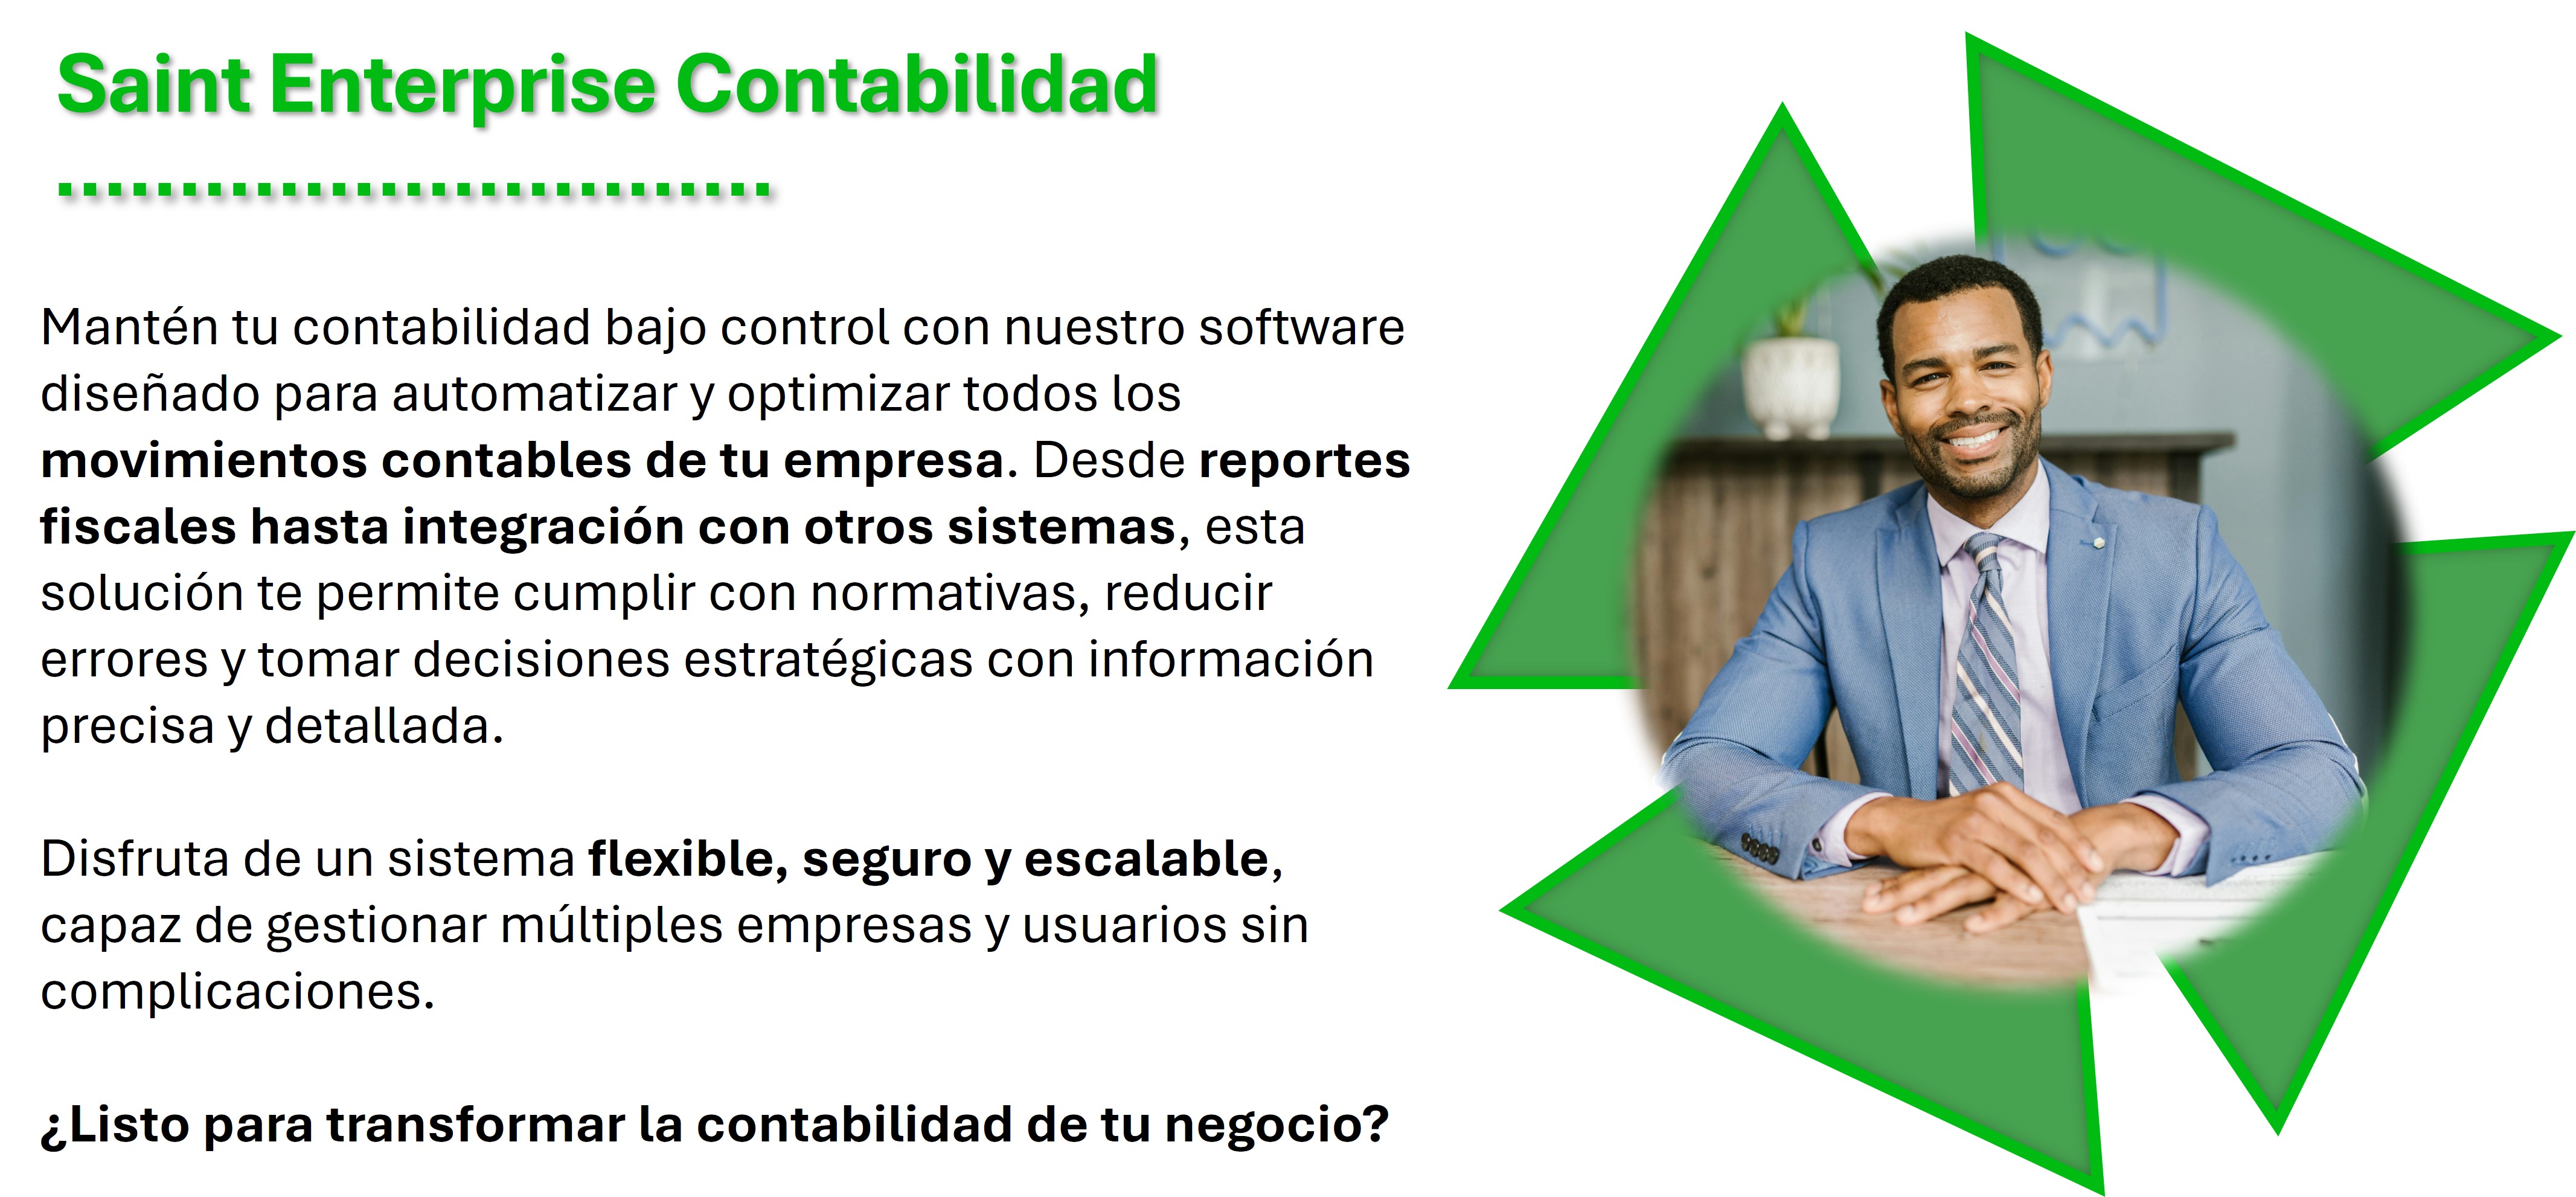 Saint Enterprise Contabilidad
Mantén tu contabilidad bajo control con nuestro software
diseñado para automatizar y optimizar todos los
movimientos contables de tu empresa. Desde reportes
fiscales hasta integración con otros sistemas, esta
solución te permite cumplir con normativas, reducir
errores y tomar decisiones estratégicas con información
precisa y detallada.
Disfruta de un sistema flexible, seguro y escalable,
capaz de gestionar múltiples empresas y usuarios sin
complicaciones.
¿Listo para transformar la contabilidad de tu negocio?